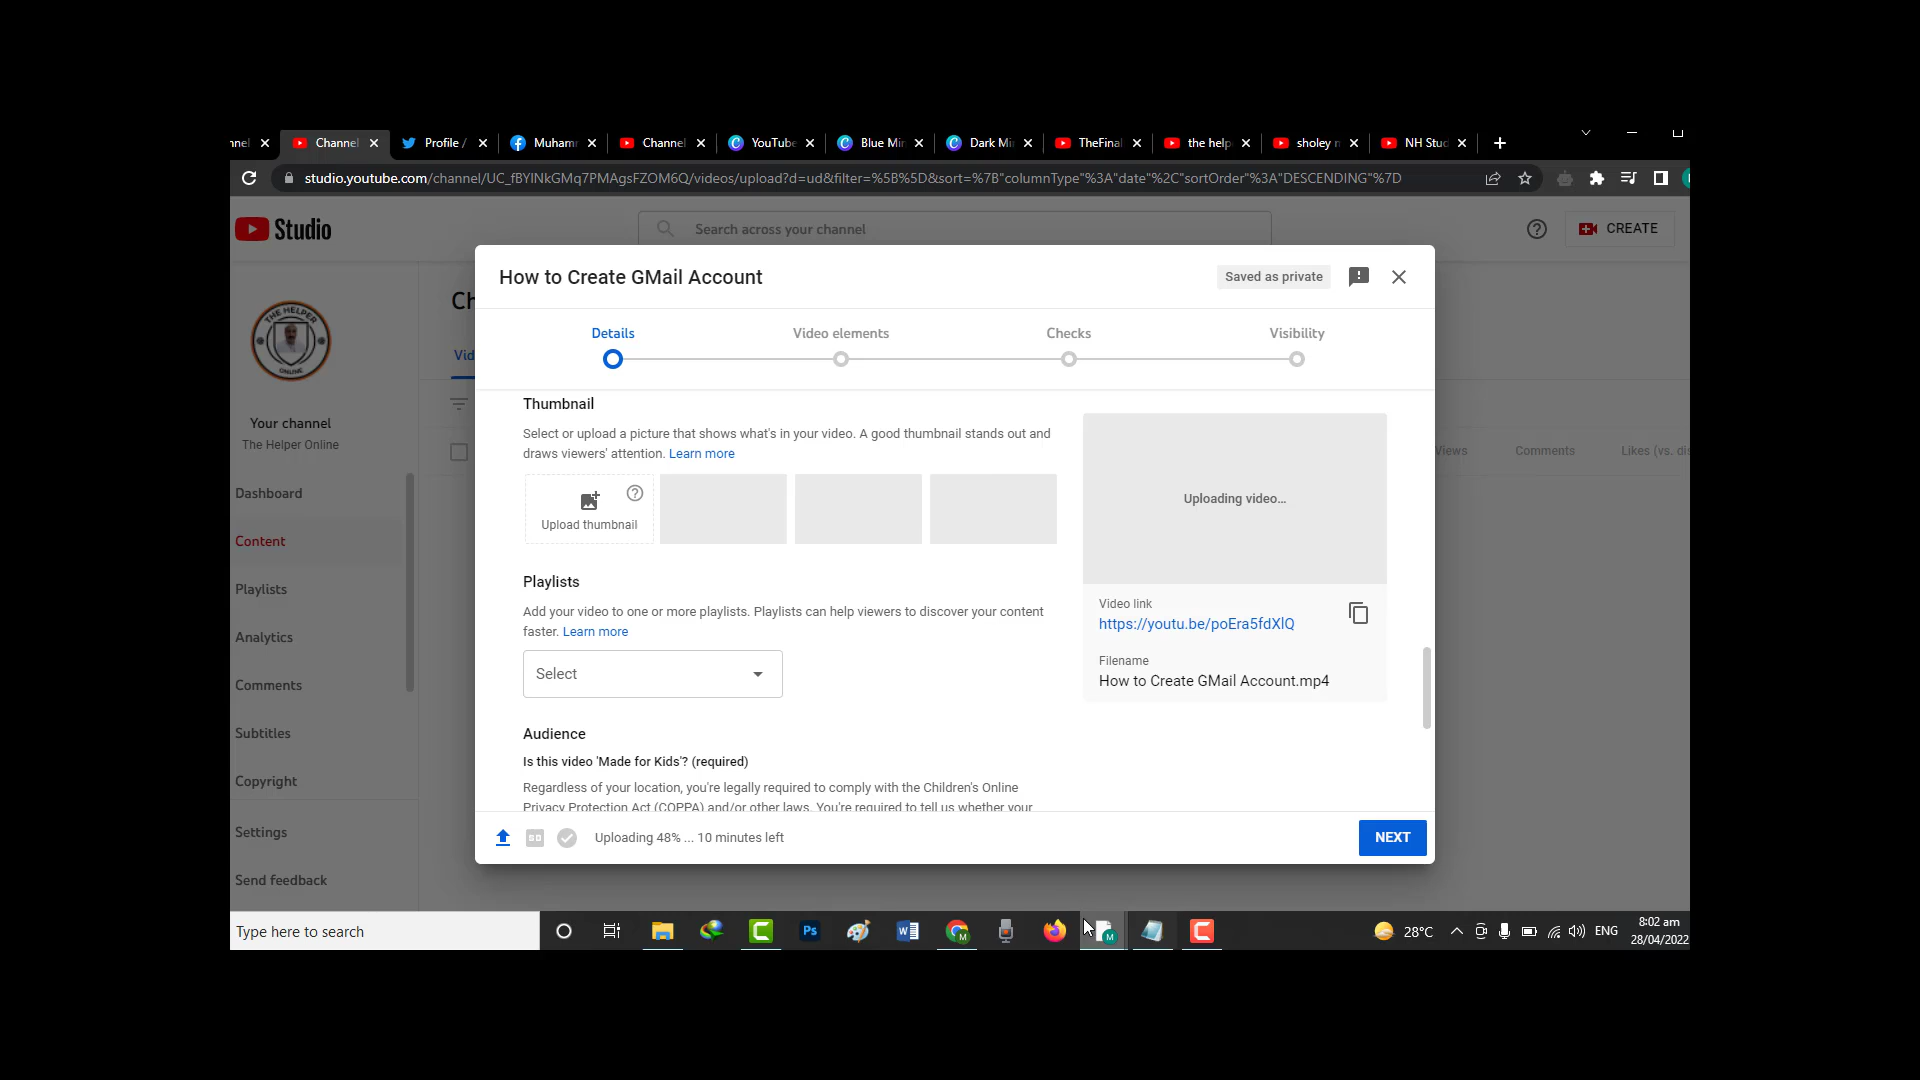 nnel
Channel
Profile /
Muhamm
Channel
YouTube
Blue Min
Dark Mi
TheFinal
the help
sholey n
NH Stud
studio.youtube.com/channel/UC_fBYlNkGMq7PMAgsFZOM6Q/videos/upload?d=ud&filter=%5B%5D&sort=%7B"columnType"%3A"date"%2C"sortOrder"%3A"DESCENDING"%7D
Studio
Search across your channel
CREATE
How to Create GMail Account
Saved as private
Details
Video elements
Checks
Visibility
THE HELPER
ONLINE
Your channel
The Helper Online
Dashboard
Content
Playlists
Analytics
Comments
Subtitles
Copyright
Settings
Send feedback
Ch
Vid
Views
Comments
Likes (vs. dis
Thumbnail
Select or upload a picture that shows what's in your video. A good thumbnail stands out and
draws viewers' attention. Learn more
Upload thumbnail
Playlists
Add your video to one or more playlists. Playlists can help viewers to discover your content
faster. Learn more
Select
Audience
Is this video 'Made for Kids'? (required)
Regardless of your location, you're legally required to comply with the Children's Online
Privacy Protection Act (COPPA) and/or other laws. You're required to tell us whether your
Uploading video...
Video link
https://youtu.be/poEra5fdXlQ
Filename
How to Create GMail Account.mp4
Uploading 48% ... 10 minutes left
NEXT
Type here to search
Ps
28°C
ENG
8:02 am
28/04/2022